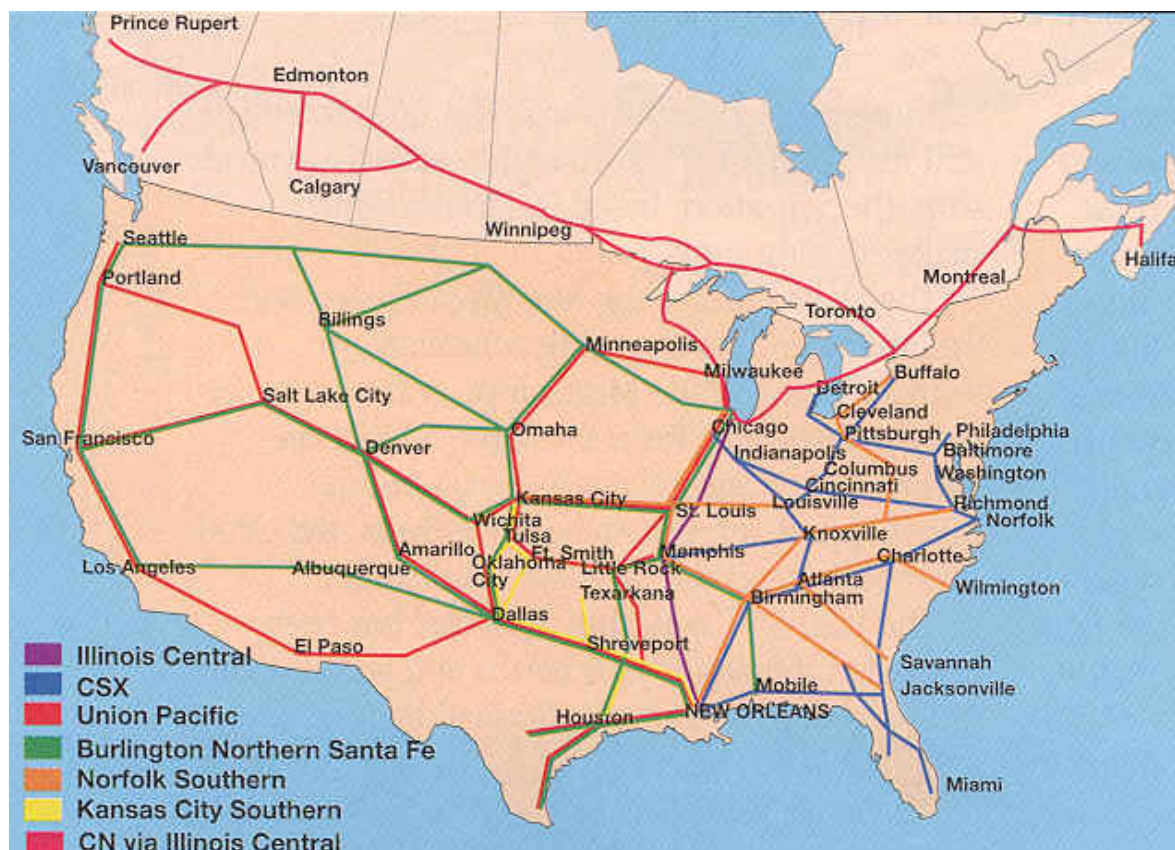 Prince Rupert
Edmonton
Vancouver
Calgary
Winnipeg
Seattle
Halifa
Montreal
Portland
Toronto
Billings
Minneapolis
Milwaukee
Buffalo
Detroit
Salt Lake City
Cleveland
San Francisco
Omaha
Chicago
Pittsburgh
Philadelphia
Denver
Indianapolis
Baltimore
Columbus
Washington
Cincinnati
Kansas City
Louisville
Richmond
St. Louis
Norfolk
Wichita
Tulsa
Knoxville
Amarillo
Ft. Smith
Memphis
Charlotte
Los Angeles
Albuquerque
Oklahoma
City
Little Rock
Atlanta
Wilmington
Texarkana
Birmingham
Dallas
El Paso
Shreveport
Savannah
Mobile
Jacksonville
Houston
NEW ORLEANS
Miami
Illinois Central
CSX
Union Pacific
Burlington Northern Santa Fe
Norfolk Southern
Kansas City Southern
CN via Illinois Central